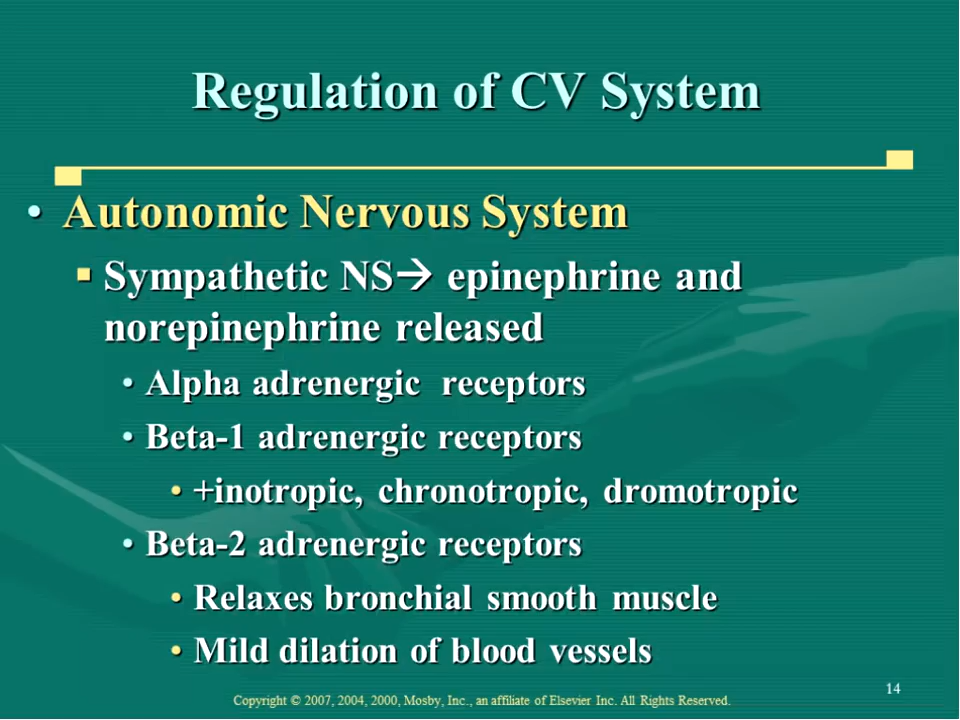 Regulation of CV System
• Autonomic Nervous System
▪ Sympathetic NS→ epinephrine and
norepinephrine released
• Alpha adrenergic receptors
• Beta-1 adrenergic receptors
• +inotropic, chronotropic, dromotropic
• Beta-2 adrenergic receptors
• Relaxes bronchial smooth muscle
• Mild dilation of blood vessels
14
Copyright © 2007, 2004, 2000, Mosby, Inc., an affiliate of Elsevier Inc. All Rights Reserved.